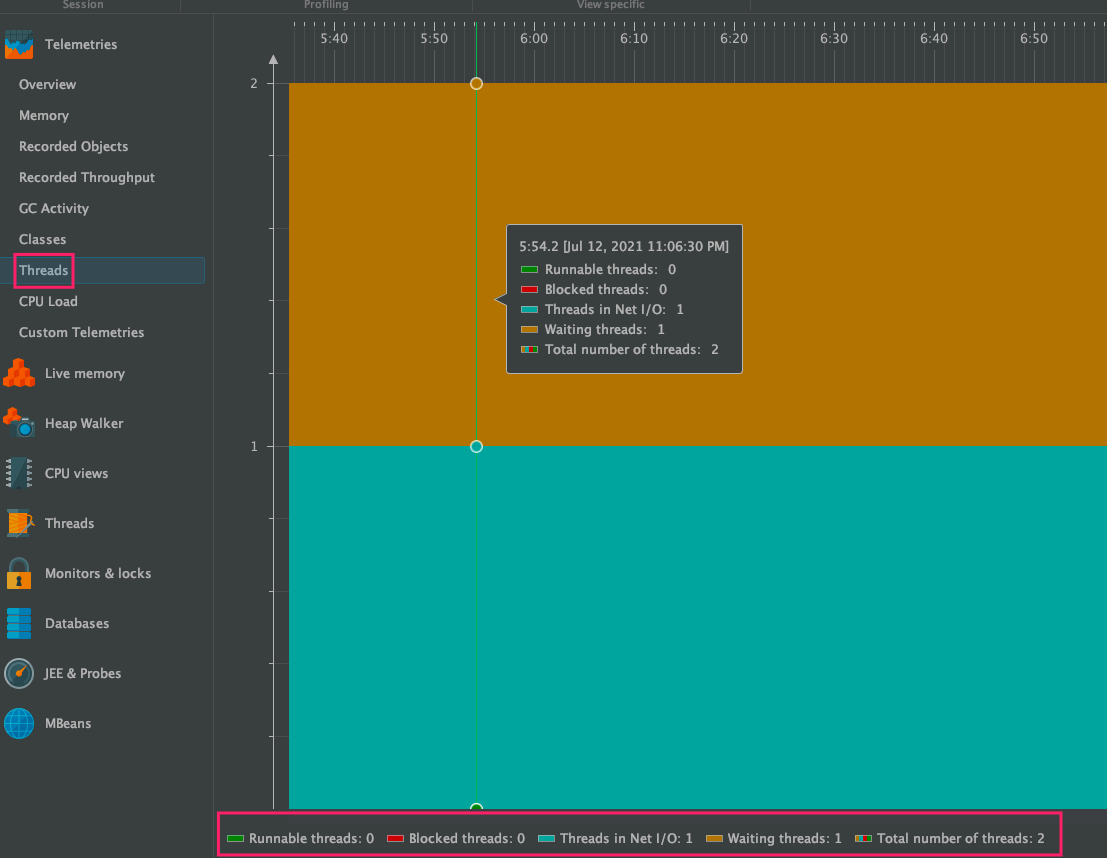 Session Profiling View specific
Telemetries
Overview
Memory
Recorded Objects
Recorded Throughput
GC Activity
Classes
Threads
CPU Load
Custom Telemetries
Live memory
Heap Walker
CPU views
Threads
Monitors & locks
Databases
JEE & Probes
MBeans
5:40 5:50 6:00 6:10 6:20 6:30 6:40 6:50
2
1
5:54.2 [Jul 12, 2021 11:06:30 PM]
Runnable threads: 0
Blocked threads: 0
Threads in Net I/O: 1
Waiting threads: 1
Total number of threads: 2
Runnable threads: 0 Blocked threads: 0 Threads in Net I/O: 1 Waiting threads: 1 Total number of threads: 2